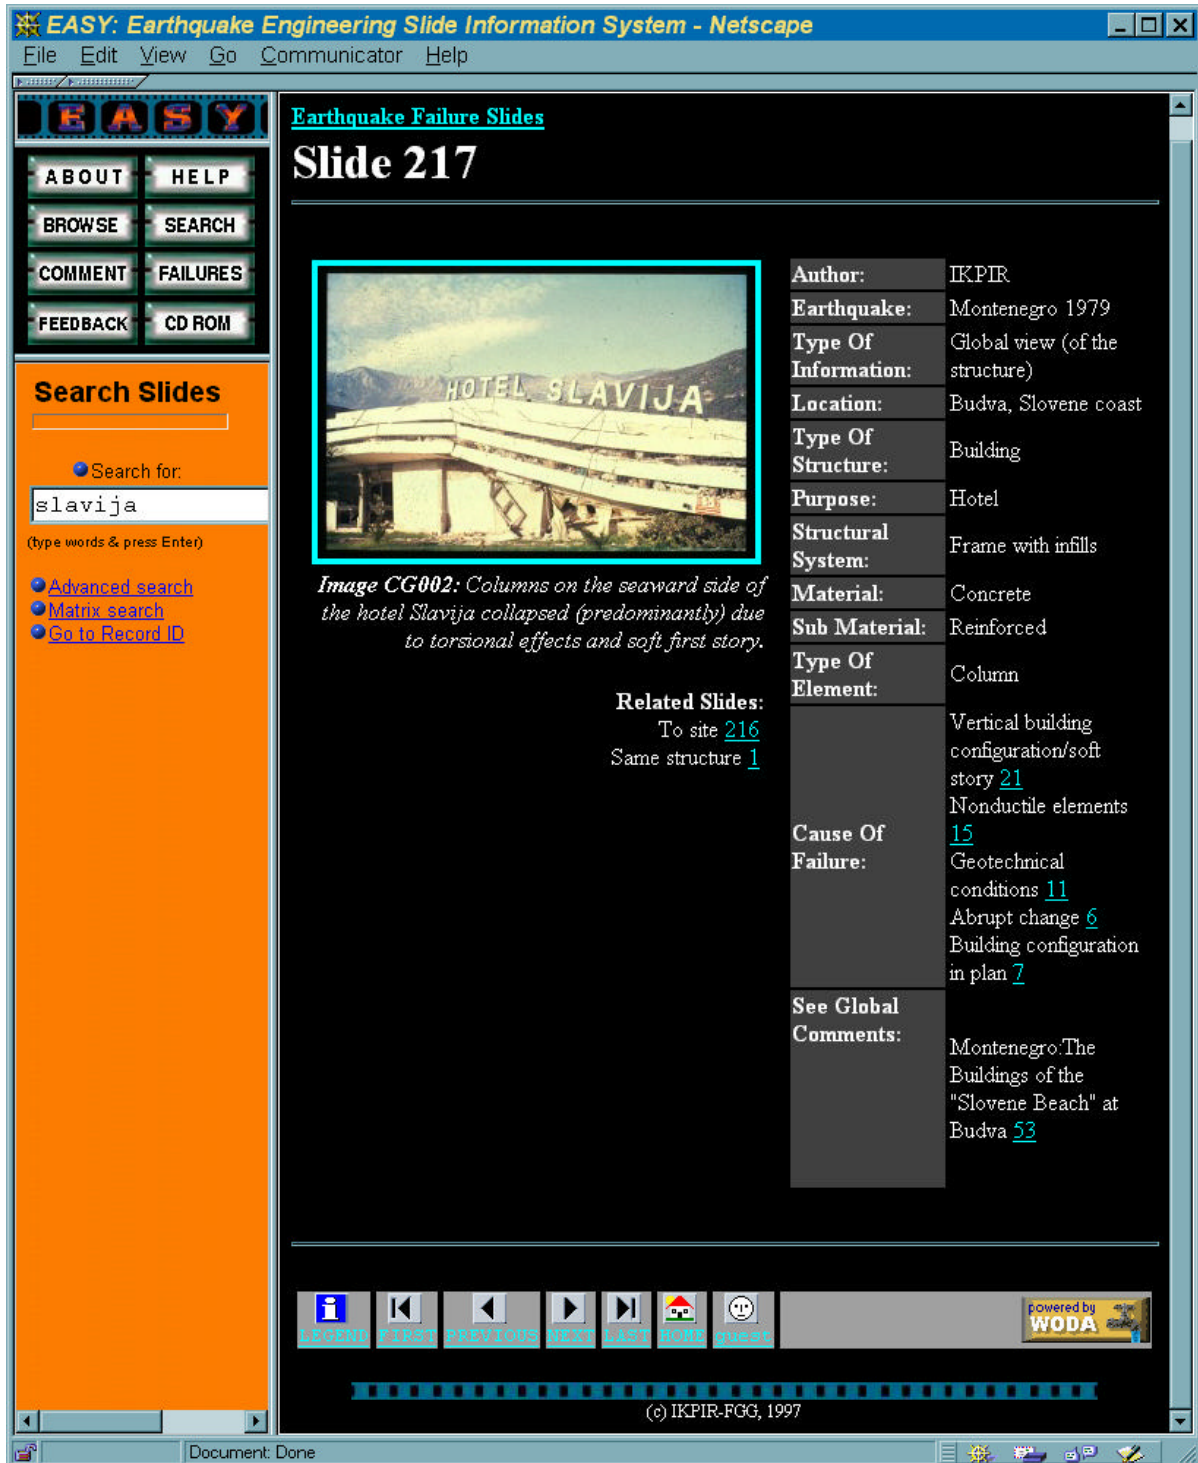 EASY: Earthquake Engineering Slide Information System - Netscape
File Edit View Go Communicator Help
EASY
ABOUT HELP
BROWSE SEARCH
COMMENT FAILURES
FEEDBACK CD ROM
Search Slides
Search for:
slavija
(type words & press Enter)
Advanced search
Matrix search
Go to Record ID
Earthquake Failure Slides
Slide 217
HOTEL SLAVIJA
Image CG002: Columns on the seaward side of
the hotel Slavija collapsed (predominantly) due
to torsional effects and soft first story.
Related Slides:
To site 216
Same structure 1
Author: IKPIR
Earthquake: Montenegro 1979
Type Of
Information:
Global view (of the
structure)
Location: Budva, Slovene coast
Type Of
Structure:
Building
Purpose: Hotel
Structural
System:
Frame with infills
Material: Concrete
Sub Material: Reinforced
Type Of
Element:
Column
Cause Of
Failure:
Vertical building
configuration/soft
story 21
Nonductile elements
15
Geotechnical
conditions 11
Abrupt change 6
Building configuration
in plan 7
See Global
Comments:
Montenegro:The
Buildings of the
"Slovene Beach" at
Budva 53
LEGEND FIRST PREVIOUS NEXT LAST HOME guest
powered by
WODA
(c) IKPIR-FGG, 1997
Document: Done